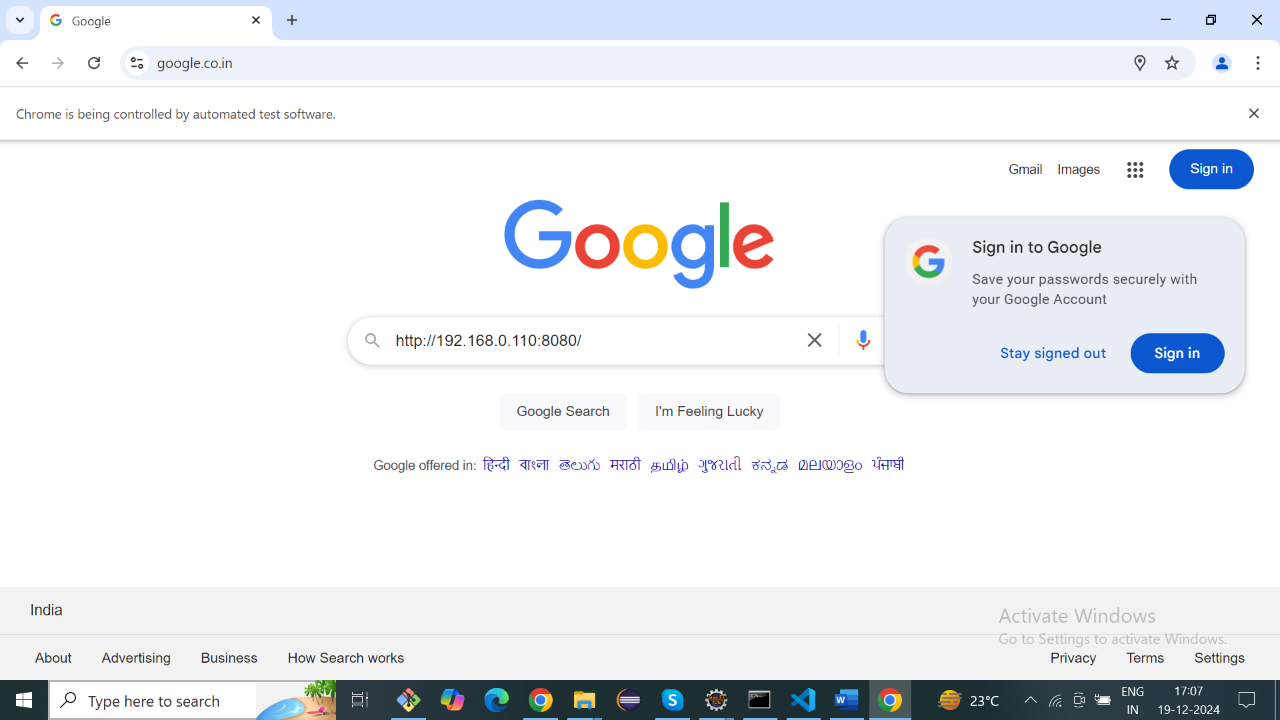 Google
google.co.in
Chrome is being controlled by automated test software.
Gmail Images Sign in
Google
Sign in to Google
Save your passwords securely with
your Google Account
Stay signed out Sign in
http://192.168.0.110:8080/
Google Search I'm Feeling Lucky
Google offered in: हिन्दी বাংলা తెలుగు मराठी தமிழ் ગુજરાતી ಕನ್ನಡ മലയാളം ਪੰਜਾਬੀ
India
Activate Windows
Go to Settings to activate Windows.
About Advertising Business How Search works Privacy Terms Settings
Type here to search 23°C ENG 17:07
IN 19-12-2024